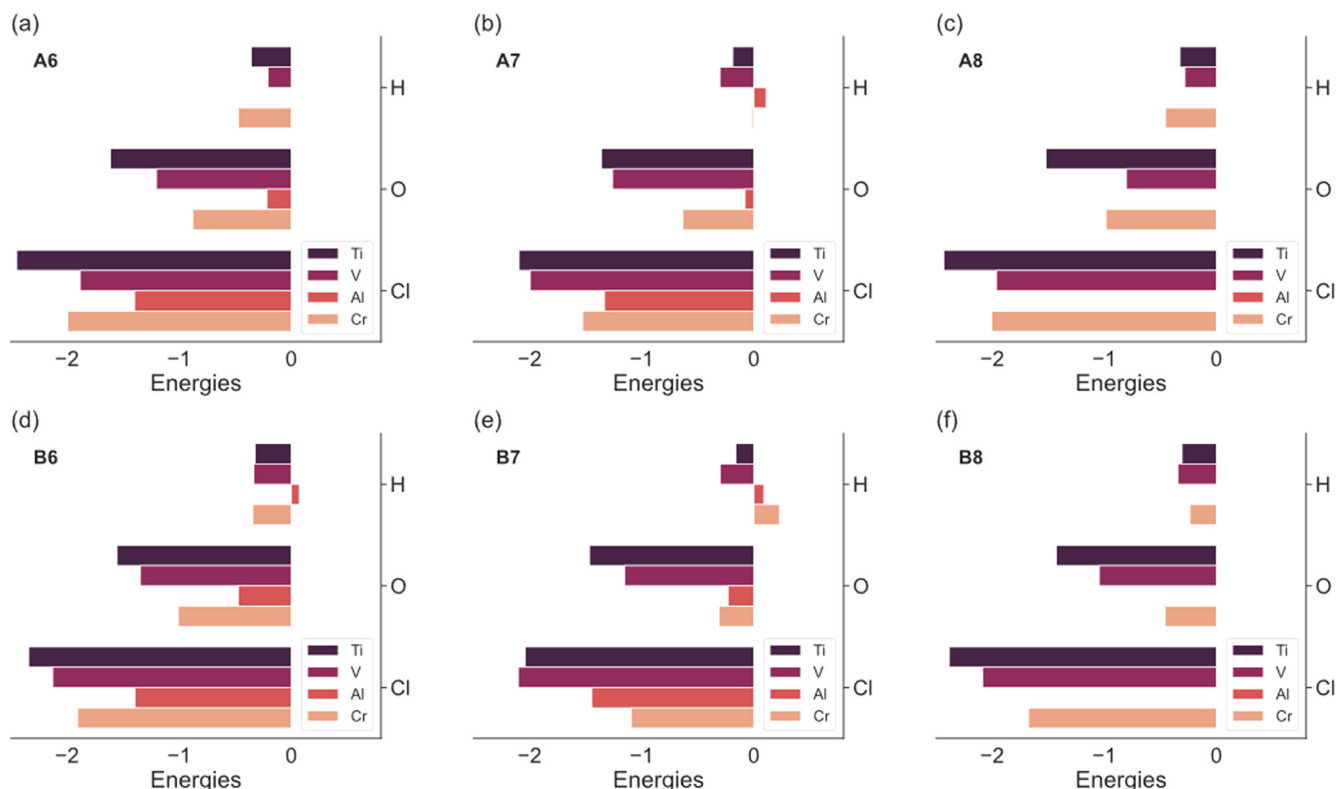 (a)
A6
H
O
Cl
Ti
V
Al
Cr
−2 −1 0
Energies
(b)
A7
H
O
Cl
Ti
V
Al
Cr
−2 −1 0
Energies
(c)
A8
H
O
Cl
Ti
V
Al
Cr
−2 −1 0
Energies
(d)
B6
H
O
Cl
Ti
V
Al
Cr
−2 −1 0
Energies
(e)
B7
H
O
Cl
Ti
V
Al
Cr
−2 −1 0
Energies
(f)
B8
H
O
Cl
Ti
V
Al
Cr
−2 −1 0
Energies